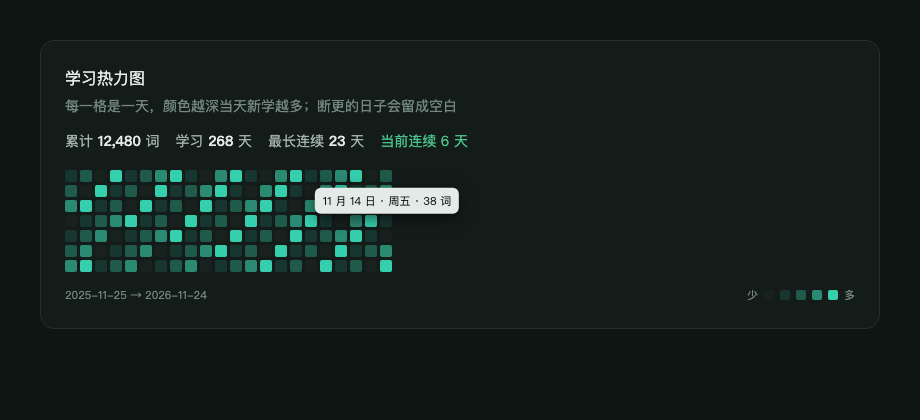 学习热力图
每一格是一天，颜色越深当天新学越多；断更的日子会留成空白
累计 12,480 词 学习 268 天 最长连续 23 天 当前连续 6 天
11 月 14 日 · 周五 · 38 词
2025–11–25 → 2026–11–24
少 多